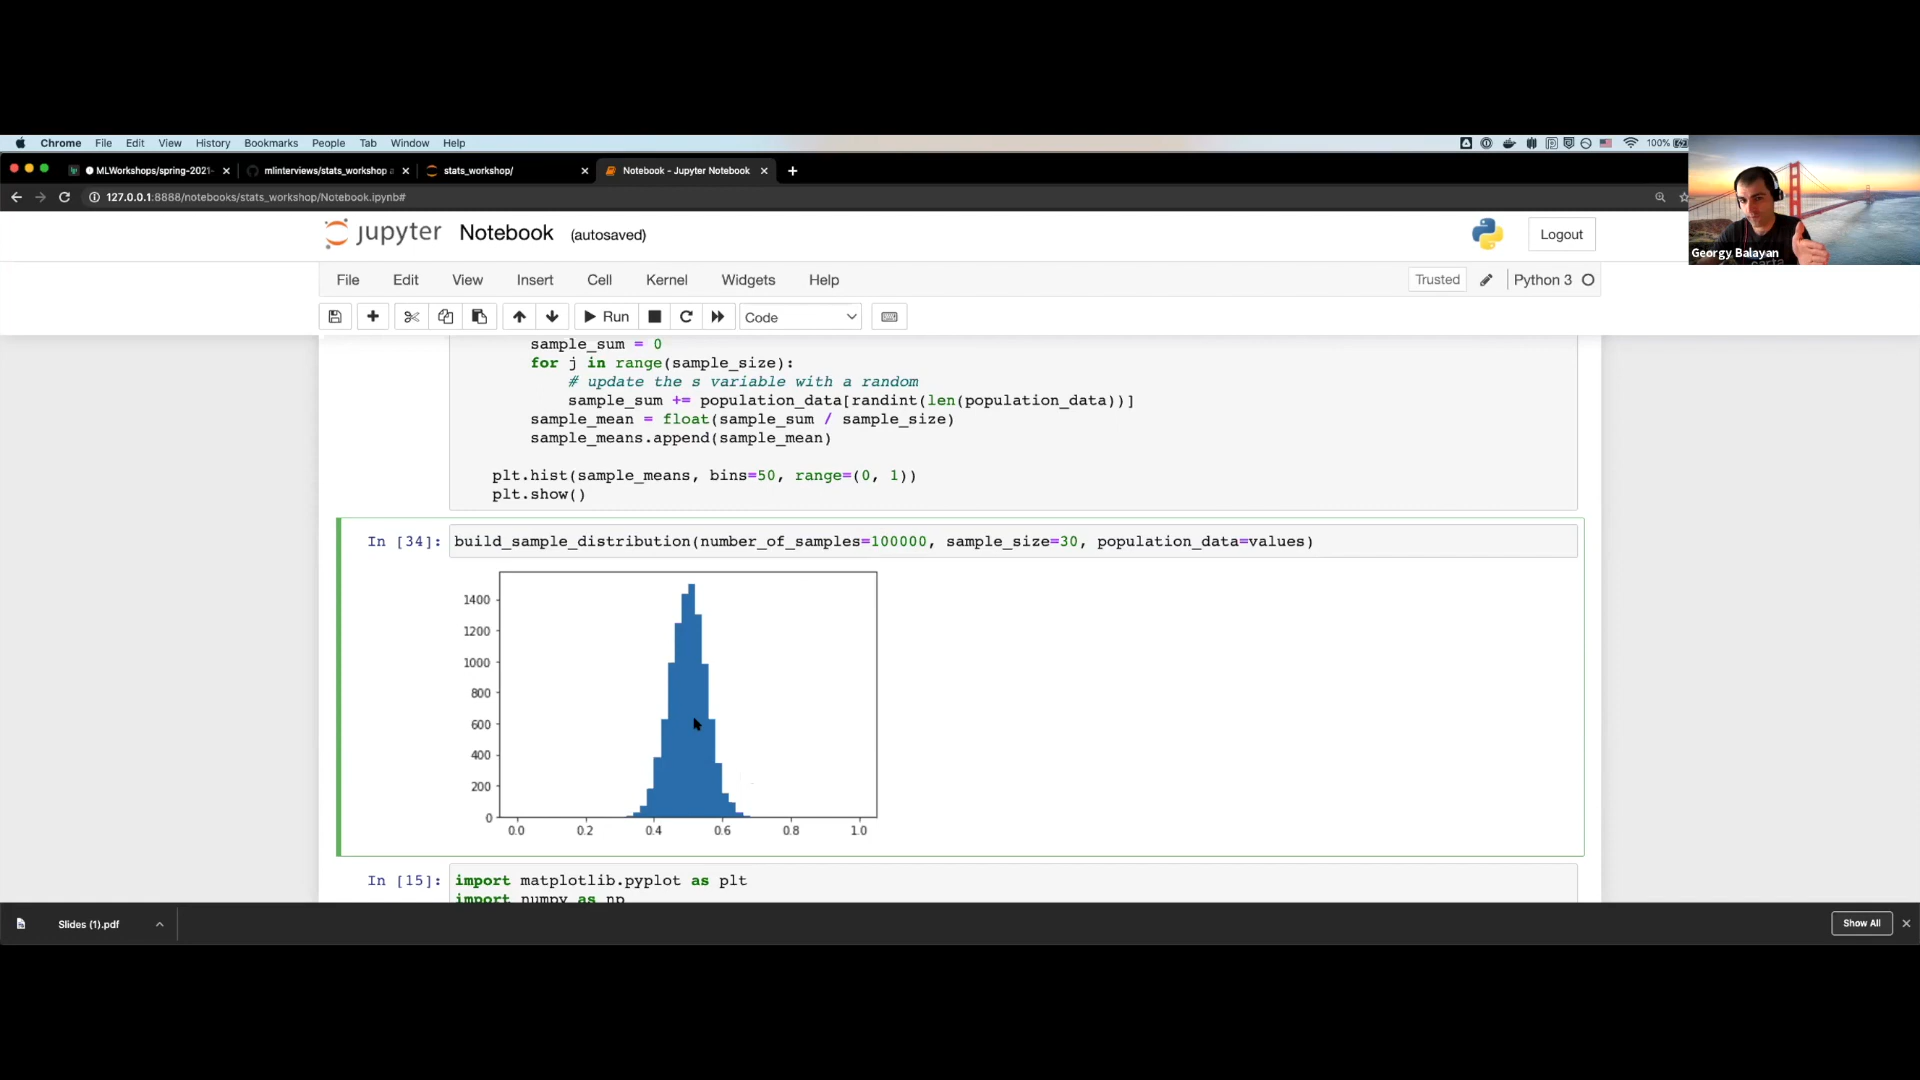 Chrome File Edit View History Bookmarks People Tab Window Help 100%
MLWorkshops/spring-2021- mlinterviews/stats_workshop stats_workshop/ Notebook - Jupyter Notebook
127.0.0.1:8888/notebooks/stats_workshop/Notebook.ipynb#
Georgy Balayan
carta
jupyter Notebook (autosaved) Logout
File Edit View Insert Cell Kernel Widgets Help Trusted Python 3
Run Code
sample_sum = 0
for j in range(sample_size):
# update the s variable with a random
sample_sum += population_data[randint(len(population_data))]
sample_mean = float(sample_sum / sample_size)
sample_means.append(sample_mean)
plt.hist(sample_means, bins=50, range=(0, 1))
plt.show()
In [34]: build_sample_distribution(number_of_samples=100000, sample_size=30, population_data=values)
1400
1200
1000
800
600
400
200
0
0.0 0.2 0.4 0.6 0.8 1.0
In [15]: import matplotlib.pyplot as plt
import numpy as np
Slides (1).pdf Show All